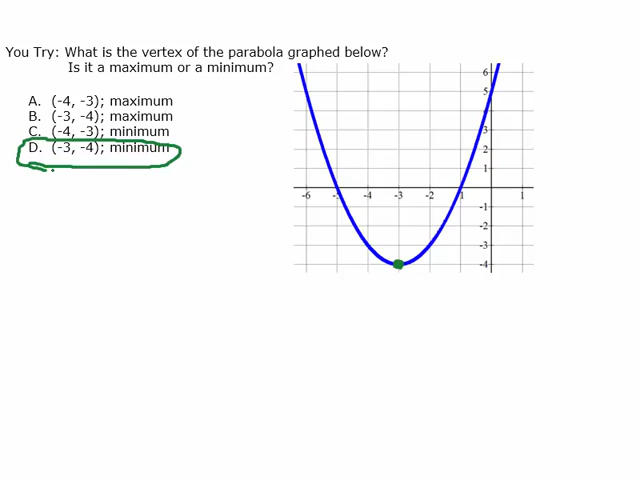 You Try: What is the vertex of the parabola graphed below?
Is it a maximum or a minimum?
A. (-4, -3); maximum
B. (-3, -4); maximum
C. (-4, -3); minimum
D. (-3, -4); minimum
6
5
3
2
1
-6 -4 -3 -2 1
-1
-2
-3
-4